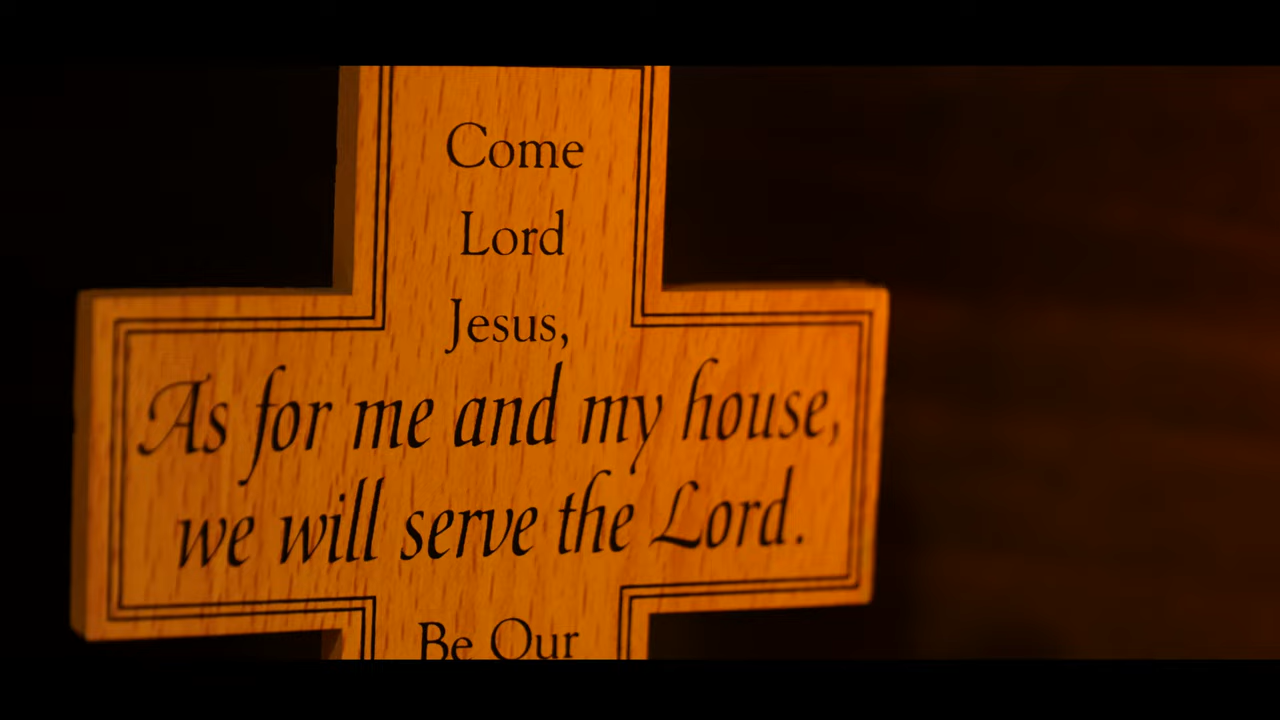 Come
Lord
Jesus,
As for me and my house,
we will serve the Lord.
Be Our